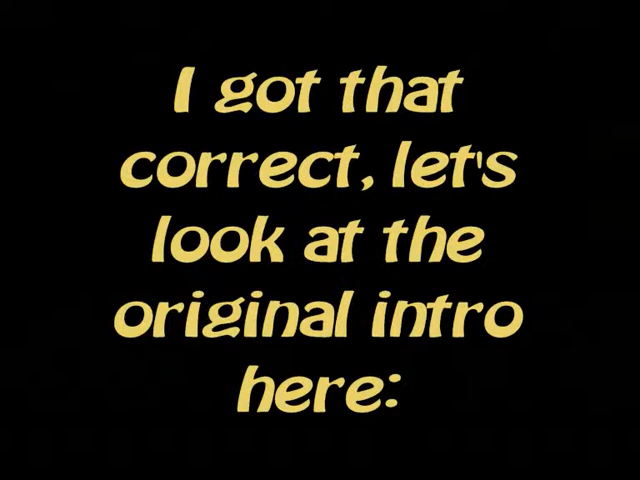 I got that
correct, let's
look at the
original intro
here: